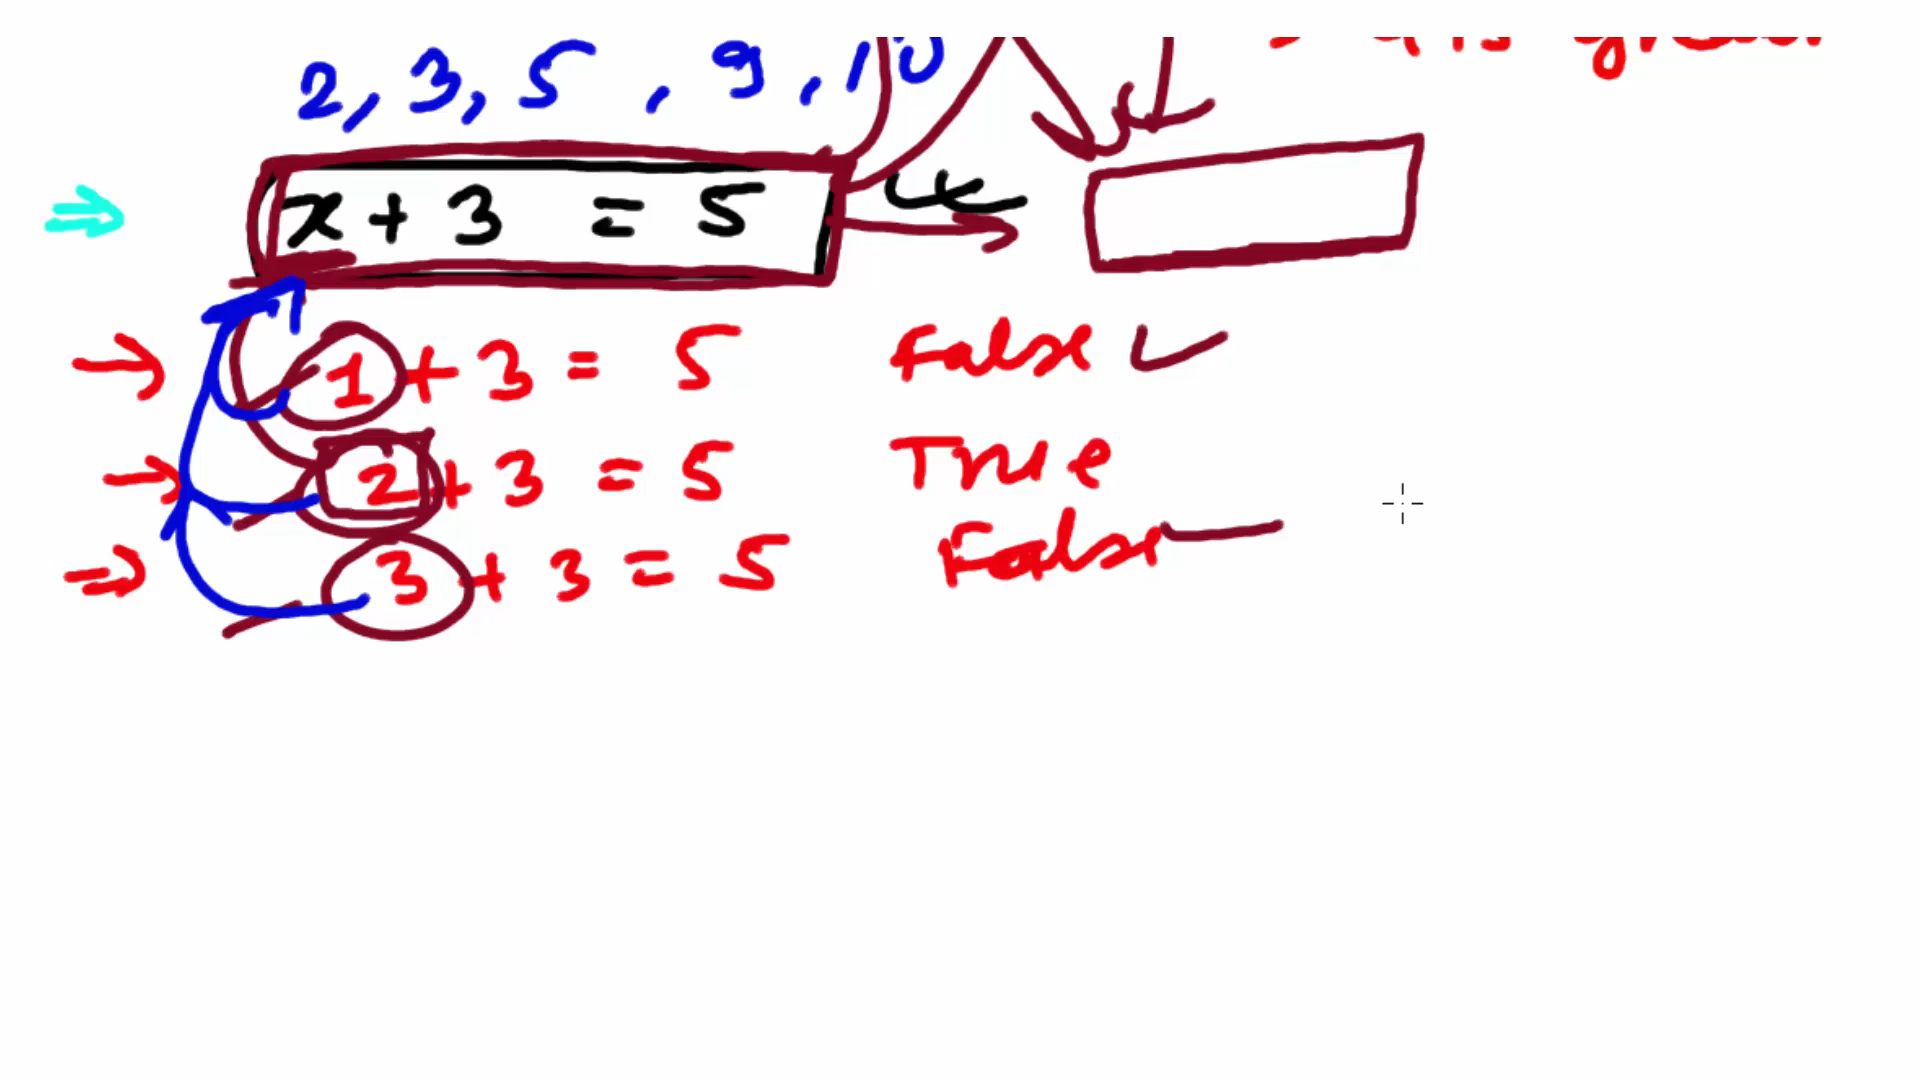 2, 3, 5 , 9, 10
x + 3 = 5
1 + 3 = 5 False
2 + 3 = 5 True
3 + 3 = 5 False